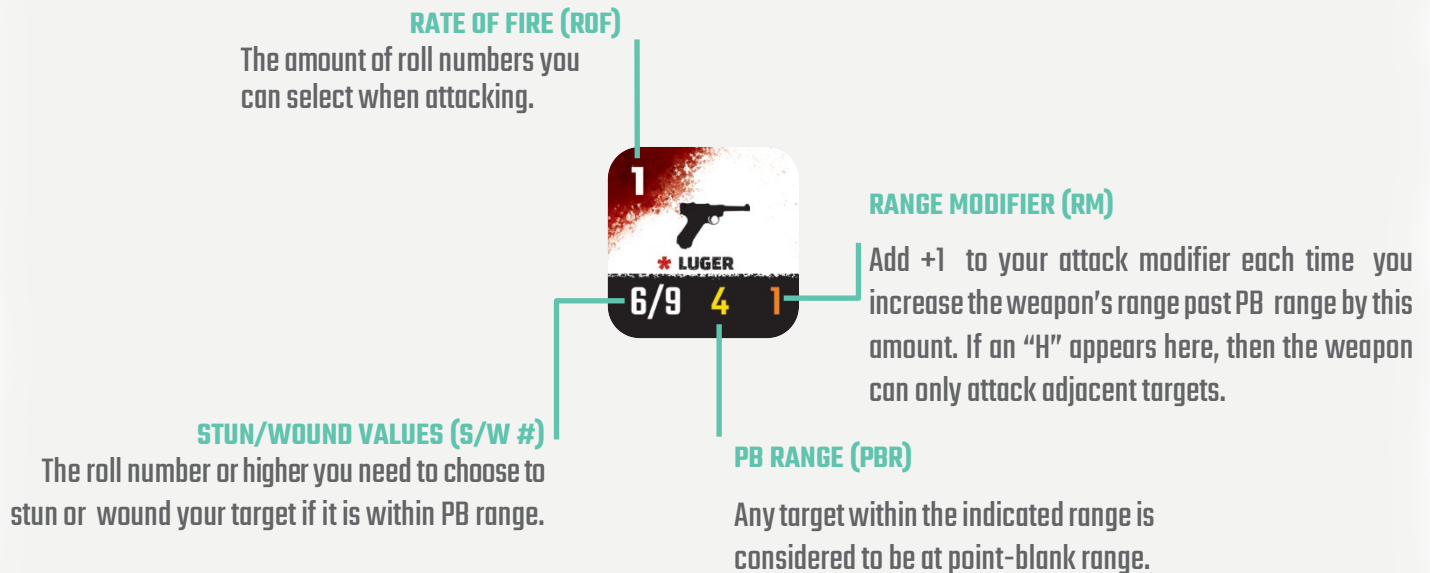 RATE OF FIRE (ROF)
The amount of roll numbers you
can select when attacking.
1
* LUGER
6/9 4 1
RANGE MODIFIER (RM)
Add +1 to your attack modifier each time you
increase the weapon's range past PB range by this
amount. If an “H” appears here, then the weapon
can only attack adjacent targets.
STUN/WOUND VALUES (S/W #)
The roll number or higher you need to choose to
stun or wound your target if it is within PB range.
PB RANGE (PBR)
Any target within the indicated range is
considered to be at point-blank range.